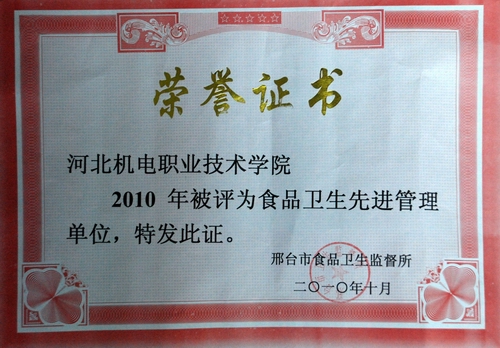 荣誉证书
河北机电职业技术学院
2010 年被评为食品卫生先进管理
单位，特发此证。
邢台市食品卫生监督所
二〇一〇年十月